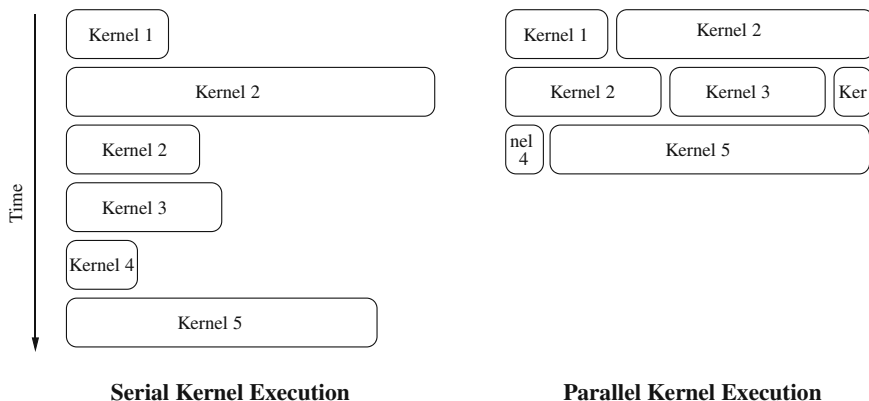 Time
Kernel 1
Kernel 2
Kernel 2
Kernel 3
Kernel 4
Kernel 5
Serial Kernel Execution
Kernel 1
Kernel 2
Kernel 2
Kernel 3
Ker
nel
4
Kernel 5
Parallel Kernel Execution